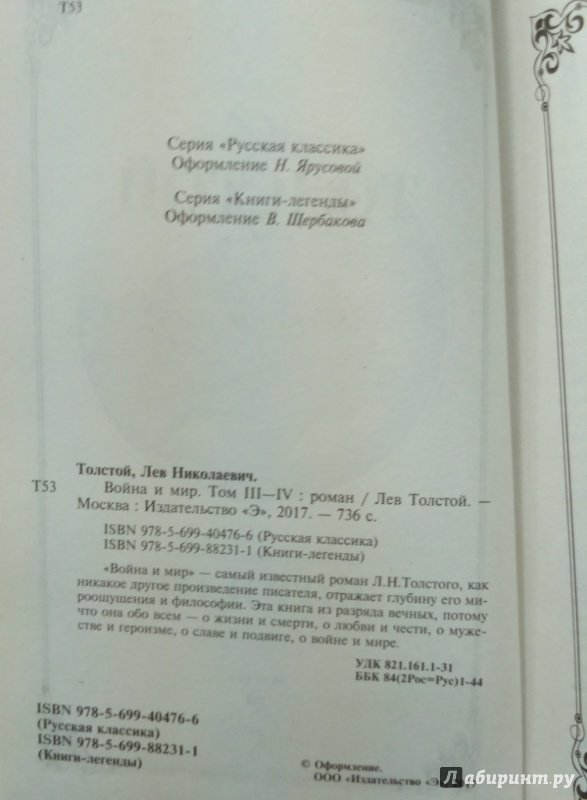 Т53
Серия «Русская классика»
Оформление Н. Ярусовой
Серия «Книги-легенды»
Оформление В. Щербакова
Толстой, Лев Николаевич.
Т53 Война и мир. Том III—IV : роман / Лев Толстой. —
Москва : Издательство «Э», 2017. — 736 с.
ISBN 978-5-699-40476-6 (Русская классика)
ISBN 978-5-699-88231-1 (Книги-легенды)
«Война и мир» — самый известный роман Л.Н.Толстого, как
никакое другое произведение писателя, отражает глубину его ми-
роощущения и философии. Эта книга из разряда вечных, потому
что она обо всем — о жизни и смерти, о любви и чести, о муже-
стве и героизме, о славе и подвиге, о войне и мире.
УДК 821.161.1-31
ББК 84(2Рос=Рус)1-44
ISBN 978-5-699-40476-6
(Русская классика)
ISBN 978-5-699-88231-1
(Книги-легенды)
© Оформление.
ООО «Издательство «Э»
Лабиринт.ру